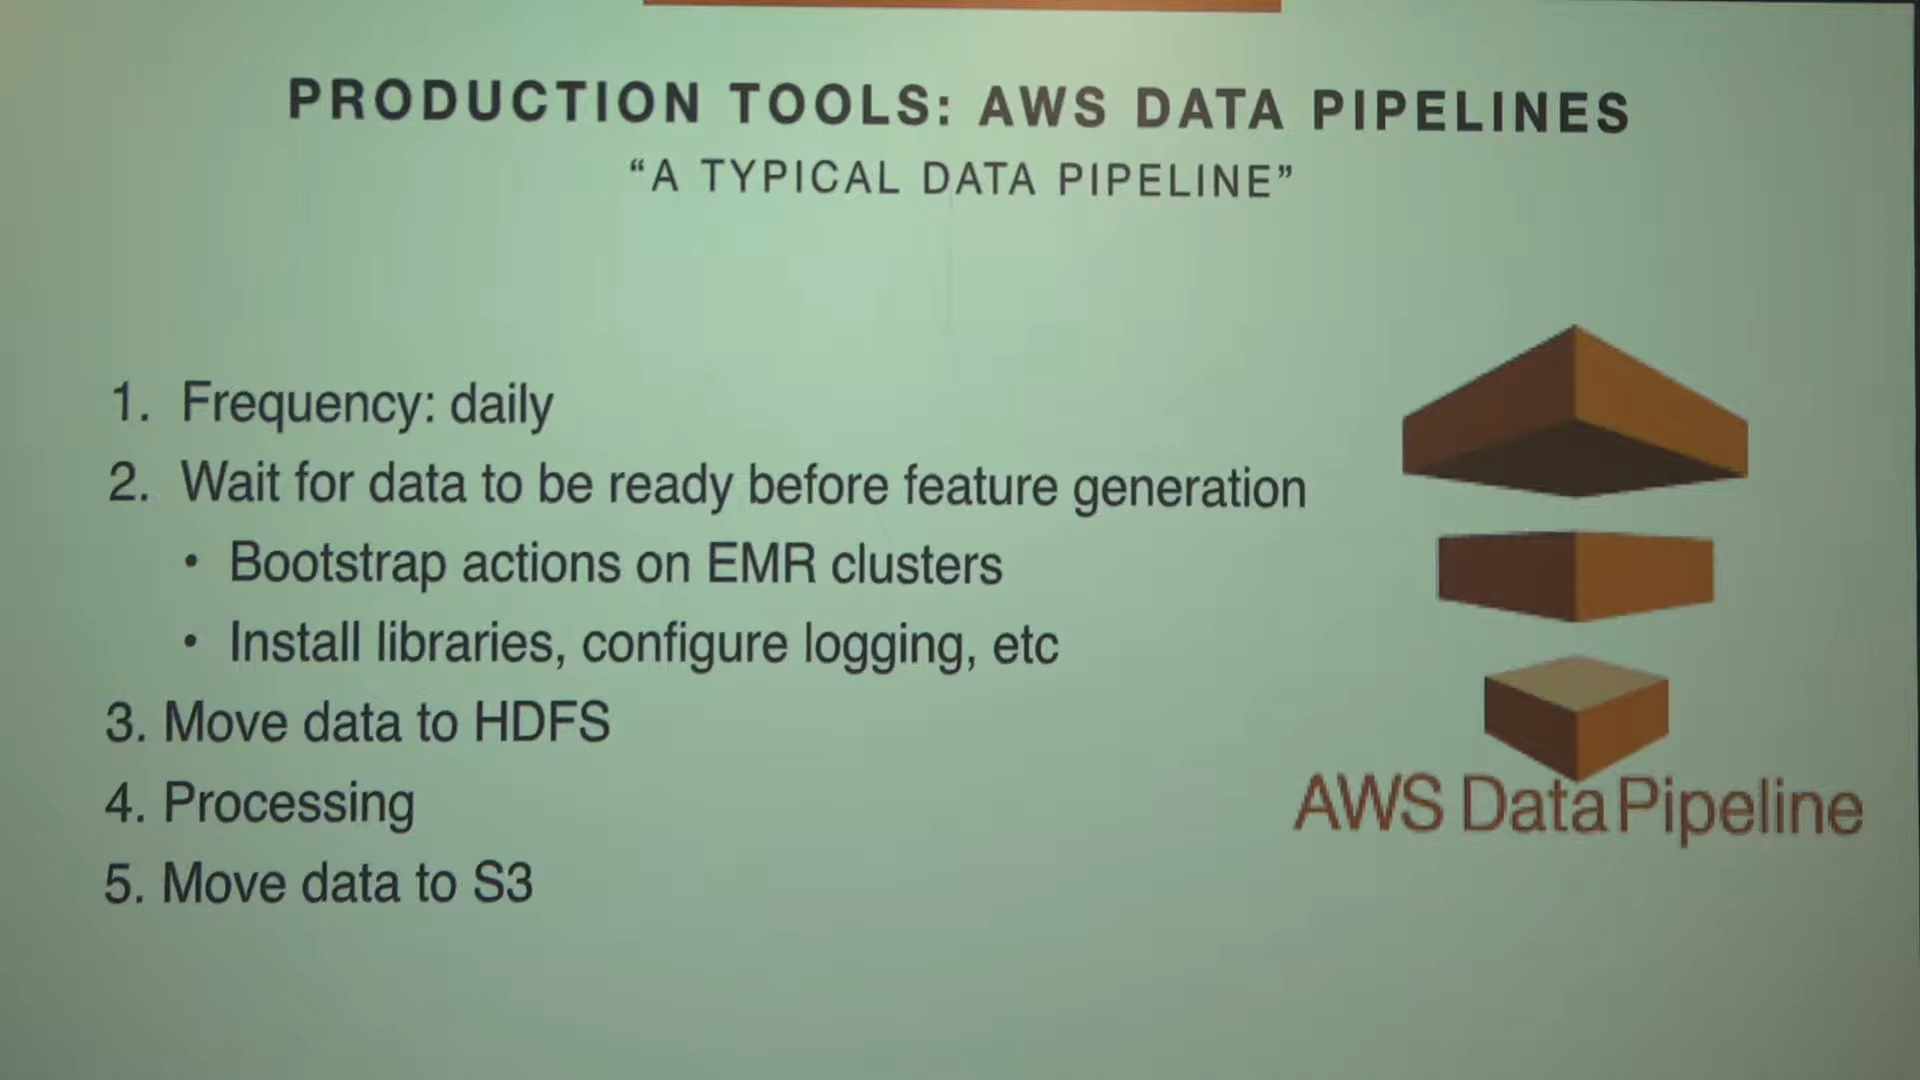 PRODUCTION TOOLS: AWS DATA PIPELINES
“A TYPICAL DATA PIPELINE”
1. Frequency: daily
2. Wait for data to be ready before feature generation
• Bootstrap actions on EMR clusters
• Install libraries, configure logging, etc
3. Move data to HDFS
4. Processing
5. Move data to S3
AWS Data Pipeline